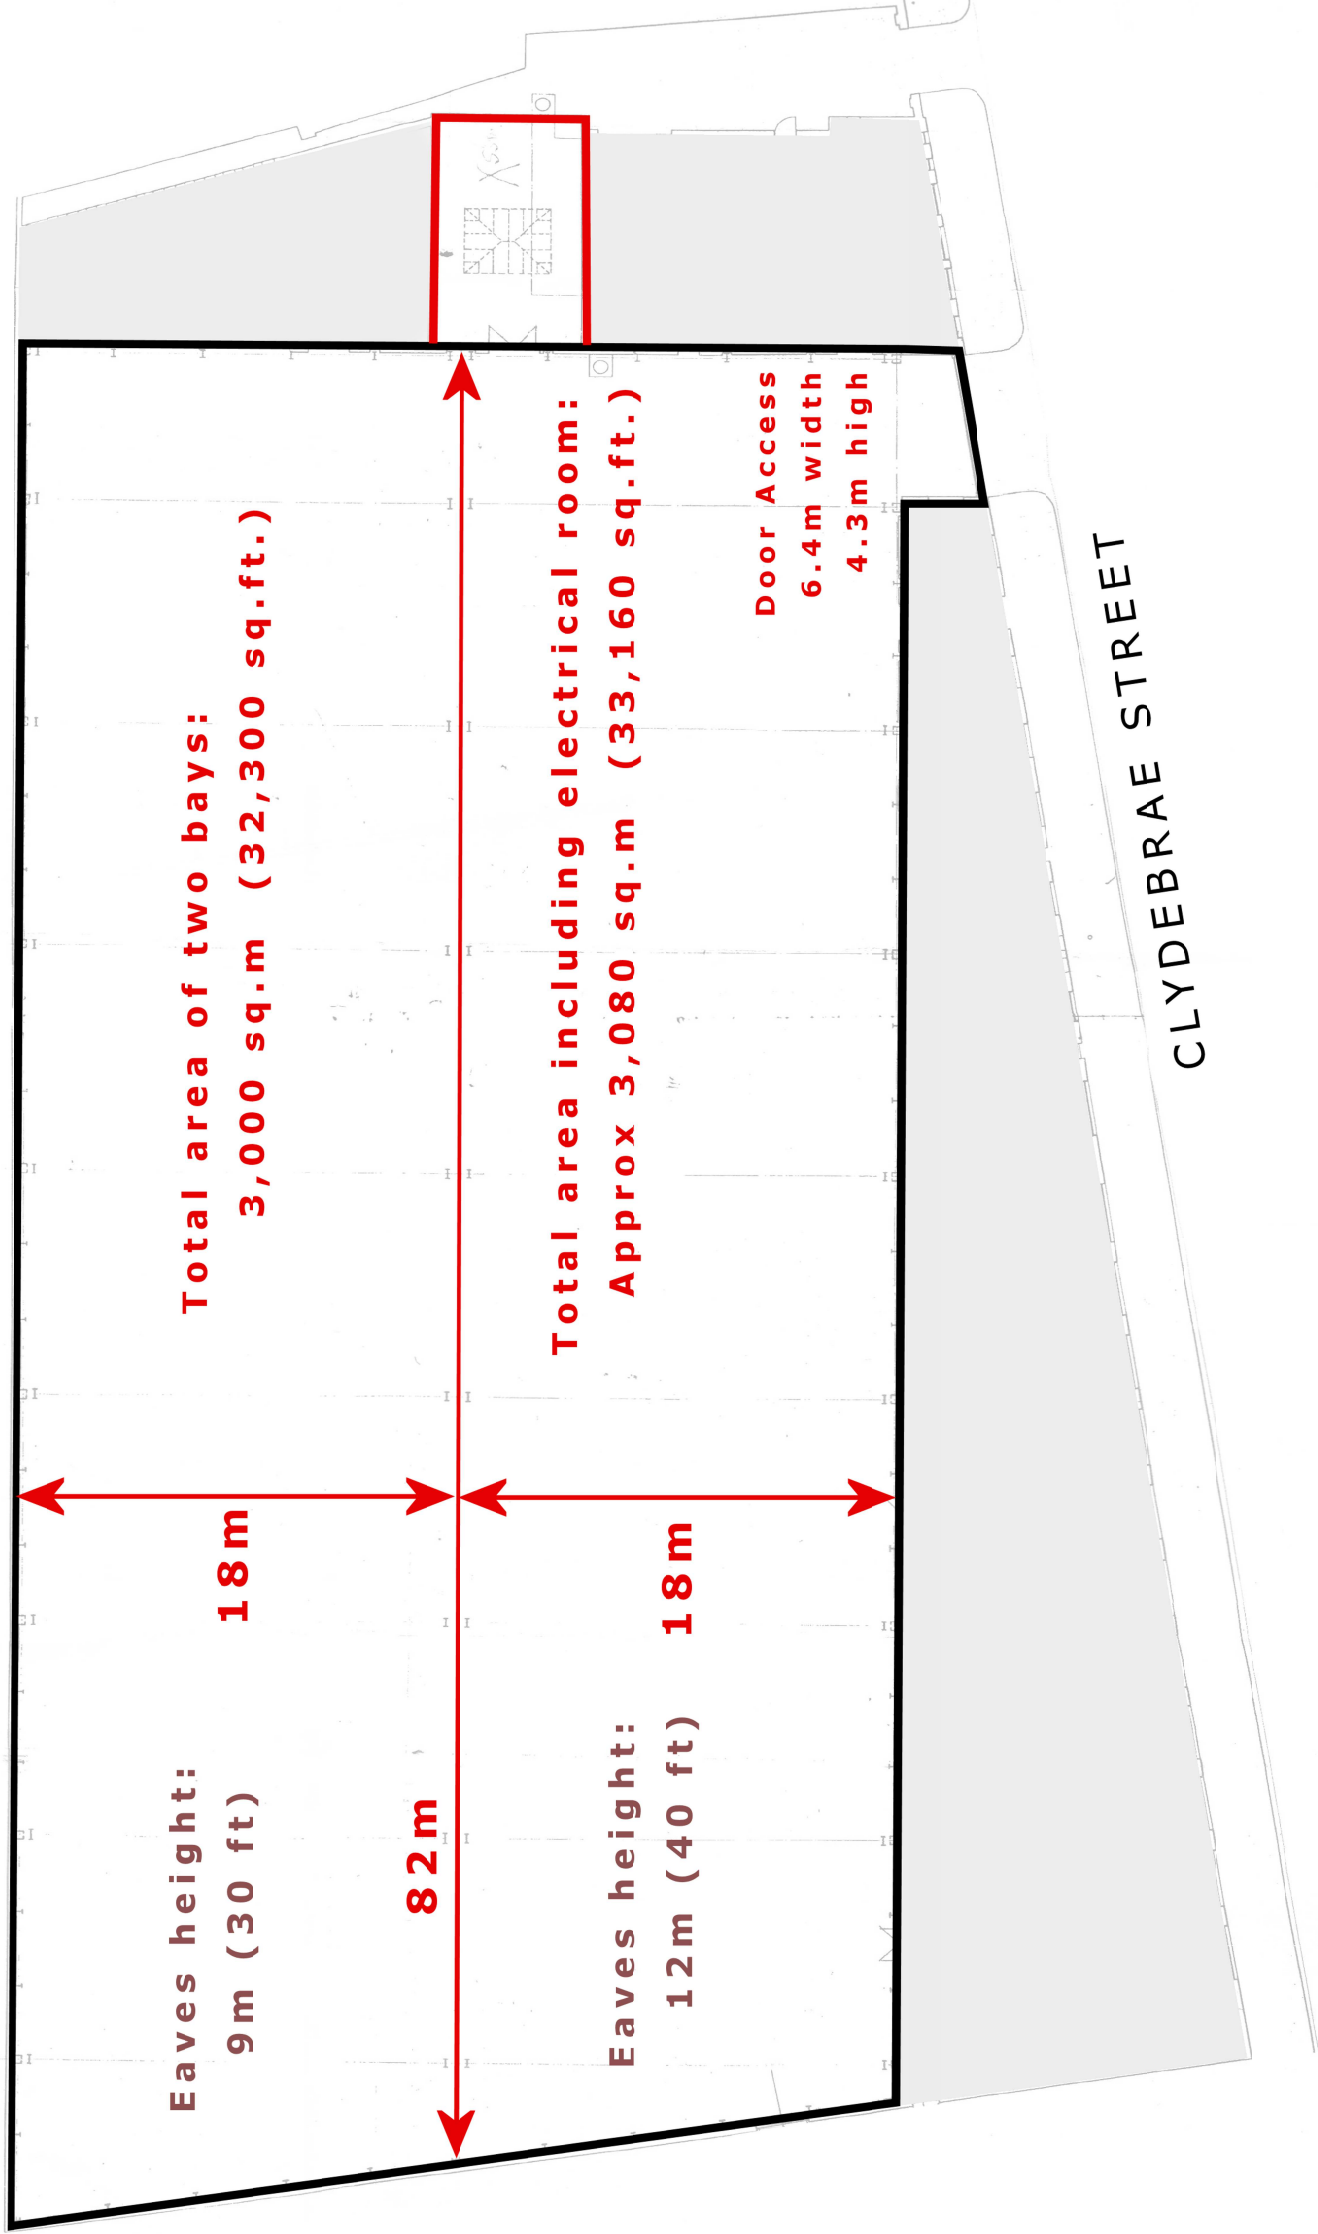 Total area of two bays:
3,000 sq.m (32,300 sq.ft.)
Total area including electrical room:
Approx 3,080 sq.m (33,160 sq.ft.)
Door Access
6.4m width
4.3m high
CLYDEBRAE STREET
18m
18m
82m
Eaves height:
9m (30 ft)
Eaves height:
12m (40 ft)